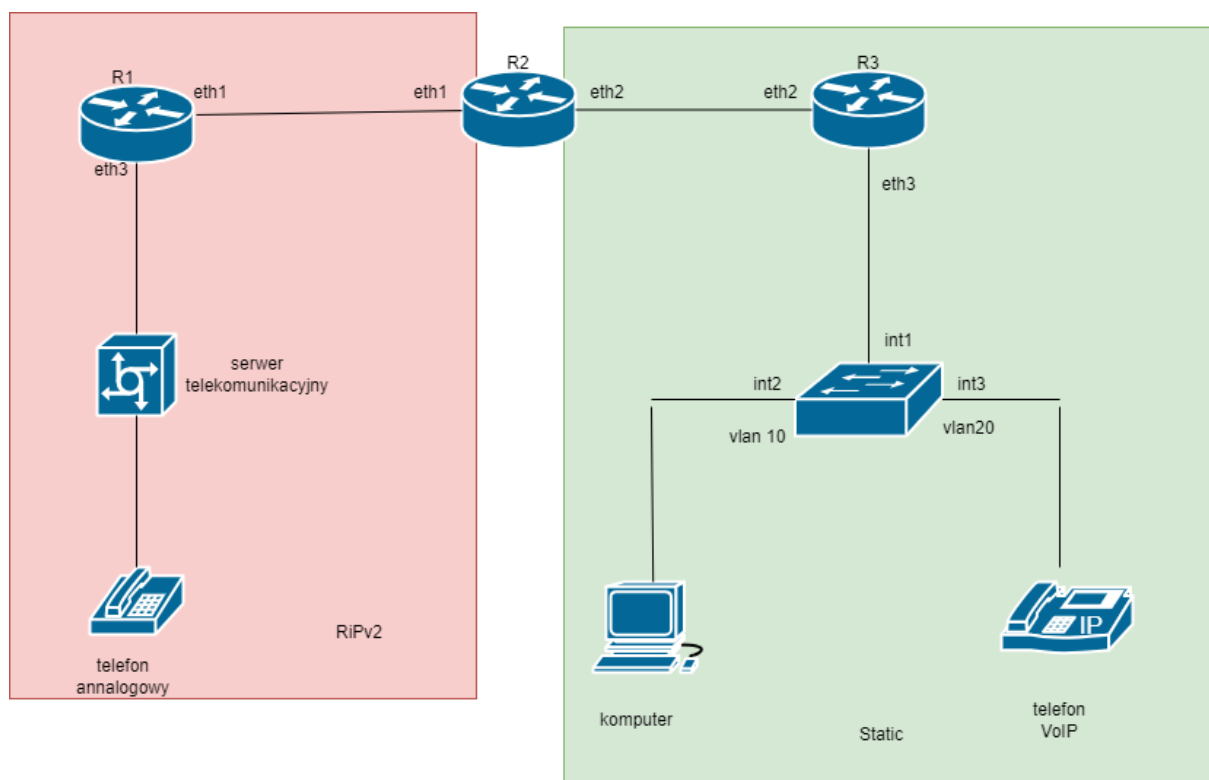 R1
R2
R3
eth1
eth1
eth2
eth2
eth3
eth3
int1
serwer
telekomunikacyjny
int2
int3
vlan 10
vlan20
IP
RiPv2
telefon
annalogowy
komputer
Static
telefon
VoIP